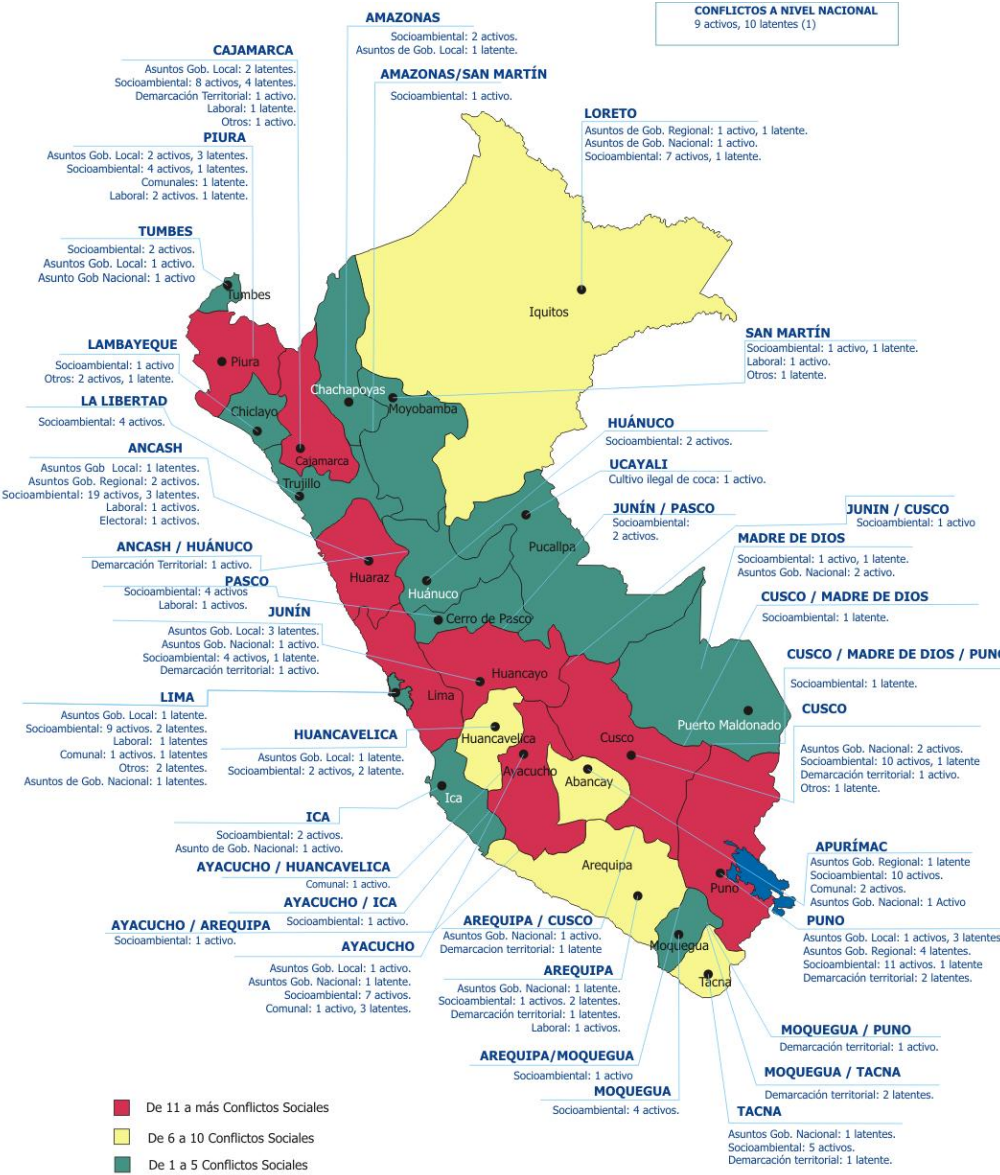 CONFLICTOS A NIVEL NACIONAL
9 activos, 10 latentes (1)
AMAZONAS
Socioambiental: 2 activos.
Asuntos de Gob. Local: 1 latente.
CAJAMARCA
Asuntos Gob. Local: 2 latentes.
Socioambiental: 8 activos, 4 latentes.
Demarcación Territorial: 1 activo.
Laboral: 1 latente.
Otros: 1 activo.
AMAZONAS/SAN MARTÍN
Socioambiental: 1 activo.
LORETO
Asuntos de Gob. Regional: 1 activo, 1 latente.
Asuntos de Gob. Nacional: 1 activo.
Socioambiental: 7 activos, 1 latente.
PIURA
Asuntos Gob. Local: 2 activos, 3 latentes.
Socioambiental: 4 activos, 1 latentes.
Comunales: 1 latente.
Laboral: 2 activos. 1 latente.
TUMBES
Socioambiental: 2 activos.
Asuntos Gob. Local: 1 activo.
Asunto Gob Nacional: 1 activo
Tumbes
Iquitos
SAN MARTÍN
Socioambiental: 1 activo, 1 latente.
Laboral: 1 activo.
Otros: 1 latente.
LAMBAYEQUE
Socioambiental: 1 activo
Otros: 2 activos, 1 latente.
Piura
Chachapoyas
Moyobamba
LA LIBERTAD
Socioambiental: 4 activos.
Chiclayo
HUÁNUCO
Socioambiental: 2 activos.
ANCASH
Asuntos Gob  Local: 1 latentes.
Asuntos Gob. Regional: 2 activos.
Socioambiental: 19 activos, 3 latentes.
Laboral: 1 activos.
Electoral: 1 activos.
Cajamarca
Trujillo
UCAYALI
Cultivo ilegal de coca: 1 activo.
JUNÍN / PASCO
Socioambiental:
2 activos.
JUNIN / CUSCO
Socioambiental: 1 activo
MADRE DE DIOS
Socioambiental: 1 activo, 1 latente.
Asuntos Gob. Nacional: 2 activo.
ANCASH / HUÁNUCO
Demarcación Territorial: 1 activo.
Pucallpa
Huaraz
Huánuco
PASCO
Socioambiental: 4 activos
Laboral: 1 activos.
CUSCO / MADRE DE DIOS
Socioambiental: 1 latente.
JUNÍN
Asuntos Gob. Local: 3 latentes.
Asuntos Gob. Nacional: 1 activo.
Socioambiental: 4 activos, 1 latente.
Demarcación territorial: 1 activo.
Cerro de Pasco
CUSCO / MADRE DE DIOS / PUNO
Socioambiental: 1 latente.
Huancayo
Lima
LIMA
Asuntos Gob. Local: 1 latente.
Socioambiental: 9 activos. 2 latentes.
Laboral:  1 latentes
Comunal: 1 activos. 1 latentes
Otros:  2 latentes.
Asuntos de Gob. Nacional: 1 latentes.
CUSCO
Asuntos Gob. Nacional: 2 activos.
Socioambiental: 10 activos, 1 latente
Demarcación territorial: 1 activo.
Otros: 1 latente.
Puerto Maldonado
HUANCAVELICA
Asuntos Gob. Local: 1 latente.
Socioambiental: 2 activos, 2 latente.
Huancavelica
Cusco
Ayacucho
Abancay
Ica
ICA
Socioambiental: 2 activos.
Asunto de Gob. Nacional: 1 activo.
APURÍMAC
Asuntos Gob. Regional: 1 latente
Socioambiental: 10 activos.
Comunal: 2 activos.
Asuntos Gob. Nacional: 1 Activo
AYACUCHO / HUANCAVELICA
Comunal: 1 activo.
Arequipa
Puno
AYACUCHO / ICA
Socioambiental: 1 activo.
AYACUCHO / AREQUIPA
Socioambiental: 1 activo.
AREQUIPA / CUSCO
Asuntos Gob. Nacional: 1 activo.
Demarcacion territorial: 1 latente
PUNO
Asuntos Gob. Local: 1 activos, 3 latentes
Asuntos Gob. Regional: 4 latentes.
Socioambiental: 11 activos. 1 latente
Demarcación territorial: 2 latentes.
AYACUCHO
Asuntos Gob. Local: 1 activo.
Asuntos Gob. Nacional: 1 latente.
Socioambiental: 7 activos.
Comunal: 1 activo, 3 latentes.
Moquegua
Tacna
AREQUIPA
Asuntos Gob. Nacional: 1 latente.
Socioambiental: 1 activos. 2 latentes.
Demarcación territorial: 1 latentes.
Laboral: 1 activos.
MOQUEGUA / PUNO
Demarcación territorial: 1 activo.
AREQUIPA/MOQUEGUA
Socioambiental: 1 activo
MOQUEGUA / TACNA
Demarcación territorial: 2 latentes.
MOQUEGUA
Socioambiental: 4 activos.
TACNA
Asuntos Gob. Nacional: 1 latentes.
Socioambiental: 5 activos.
Demarcación territorial: 1 latente.
De 11 a más Conflictos Sociales
De 6 a 10 Conflictos Sociales
De 1 a 5 Conflictos Sociales